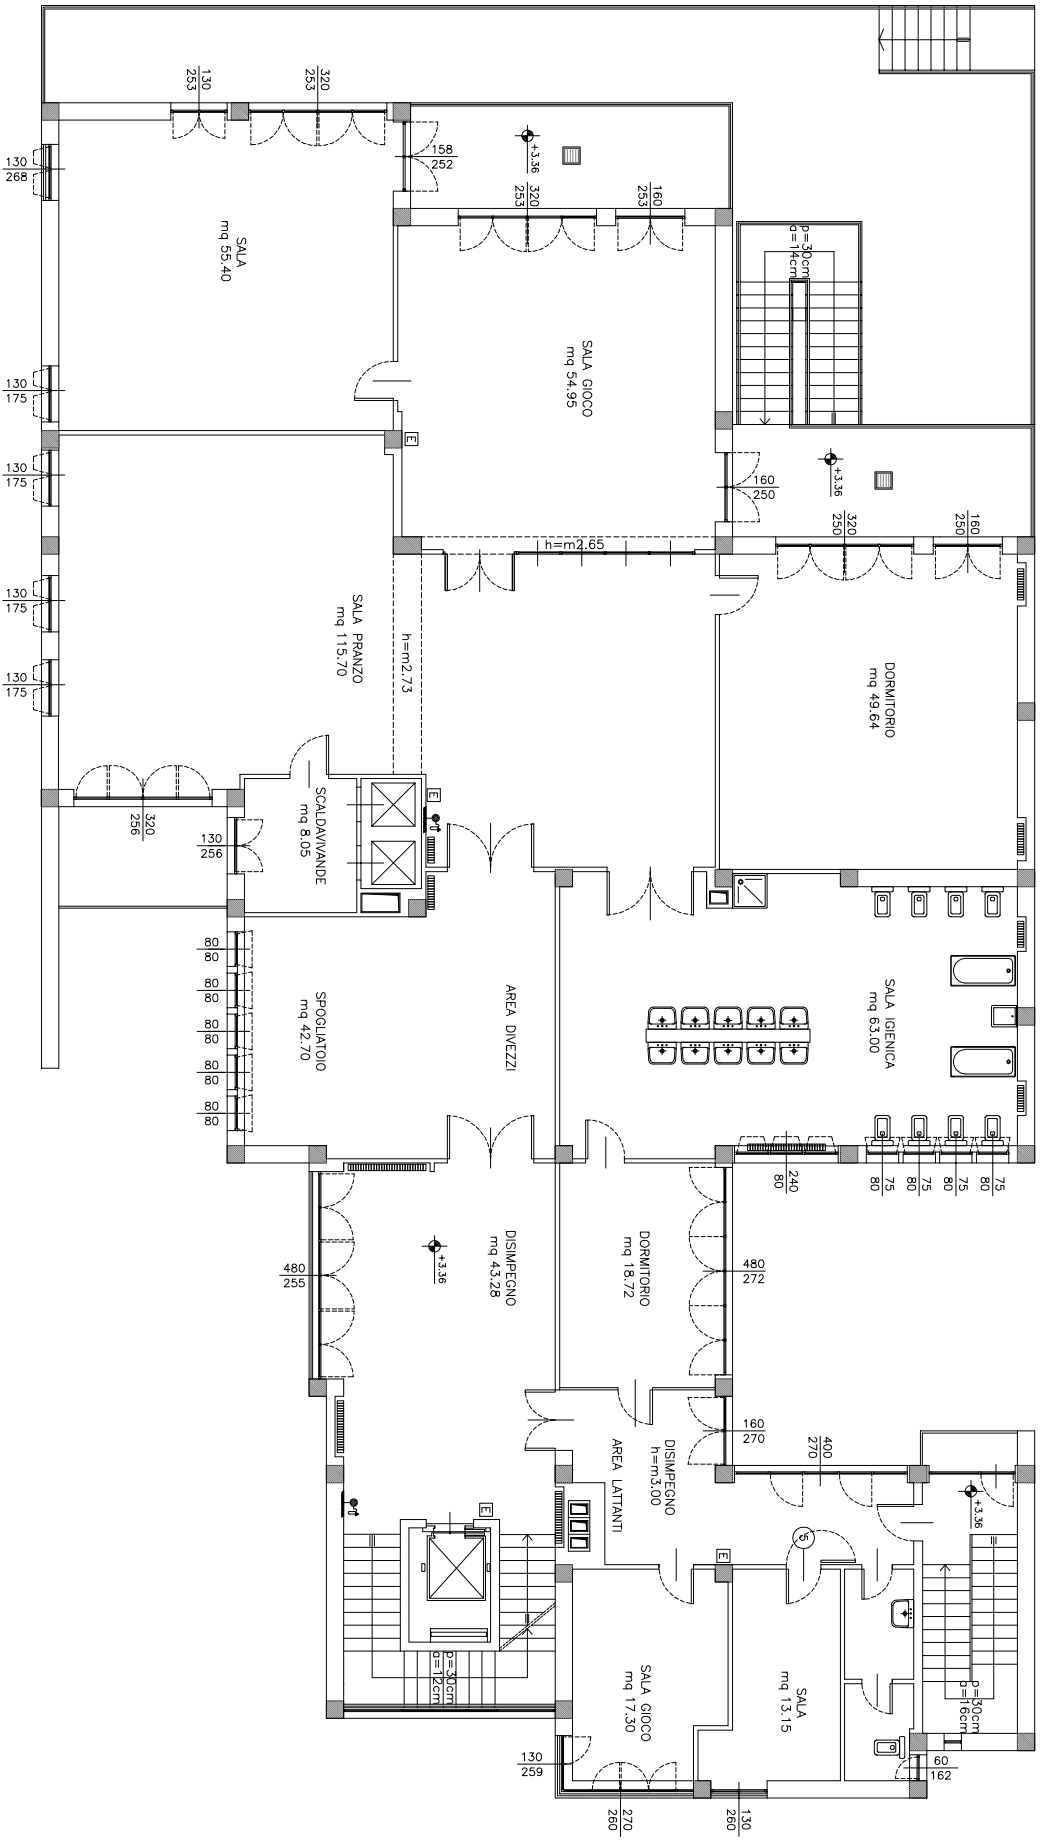 130
253
320
253
130
268
158
252
+3.36
320
253
160
253
SALA
mq 55.40
p=30cm
a=14cm
SALA GIOCO
mq 54.95
130
175
E
130
175
+3.36
160
250
320
250
160
250
h=m2.65
130
175
SALA PRANZO
mq 115.70
h=m2.73
DORMITORIO
mq 49.64
130
175
320
256
130
256
SCALDAVIVANDE
mq 8.05
E
80
80
80
80
80
80
80
80
80
80
SPOGLIATOIO
mq 42.70
AREA DIVEZZI
SALA IGIENICA
mq 63.00
240
80
75
80
75
80
75
80
75
80
480
255
+3.36
DISIMPEGNO
mq 43.28
DORMITORIO
mq 18.72
480
272
160
270
400
270
AREA LATTANTI
DISIMPEGNO
h=m3.00
+3.36
E
E
5
p=30cm
a=12cm
SALA GIOCO
mq 17.30
SALA
mq 13.15
p=30cm
a=16cm
130
259
270
260
130
260
60
162